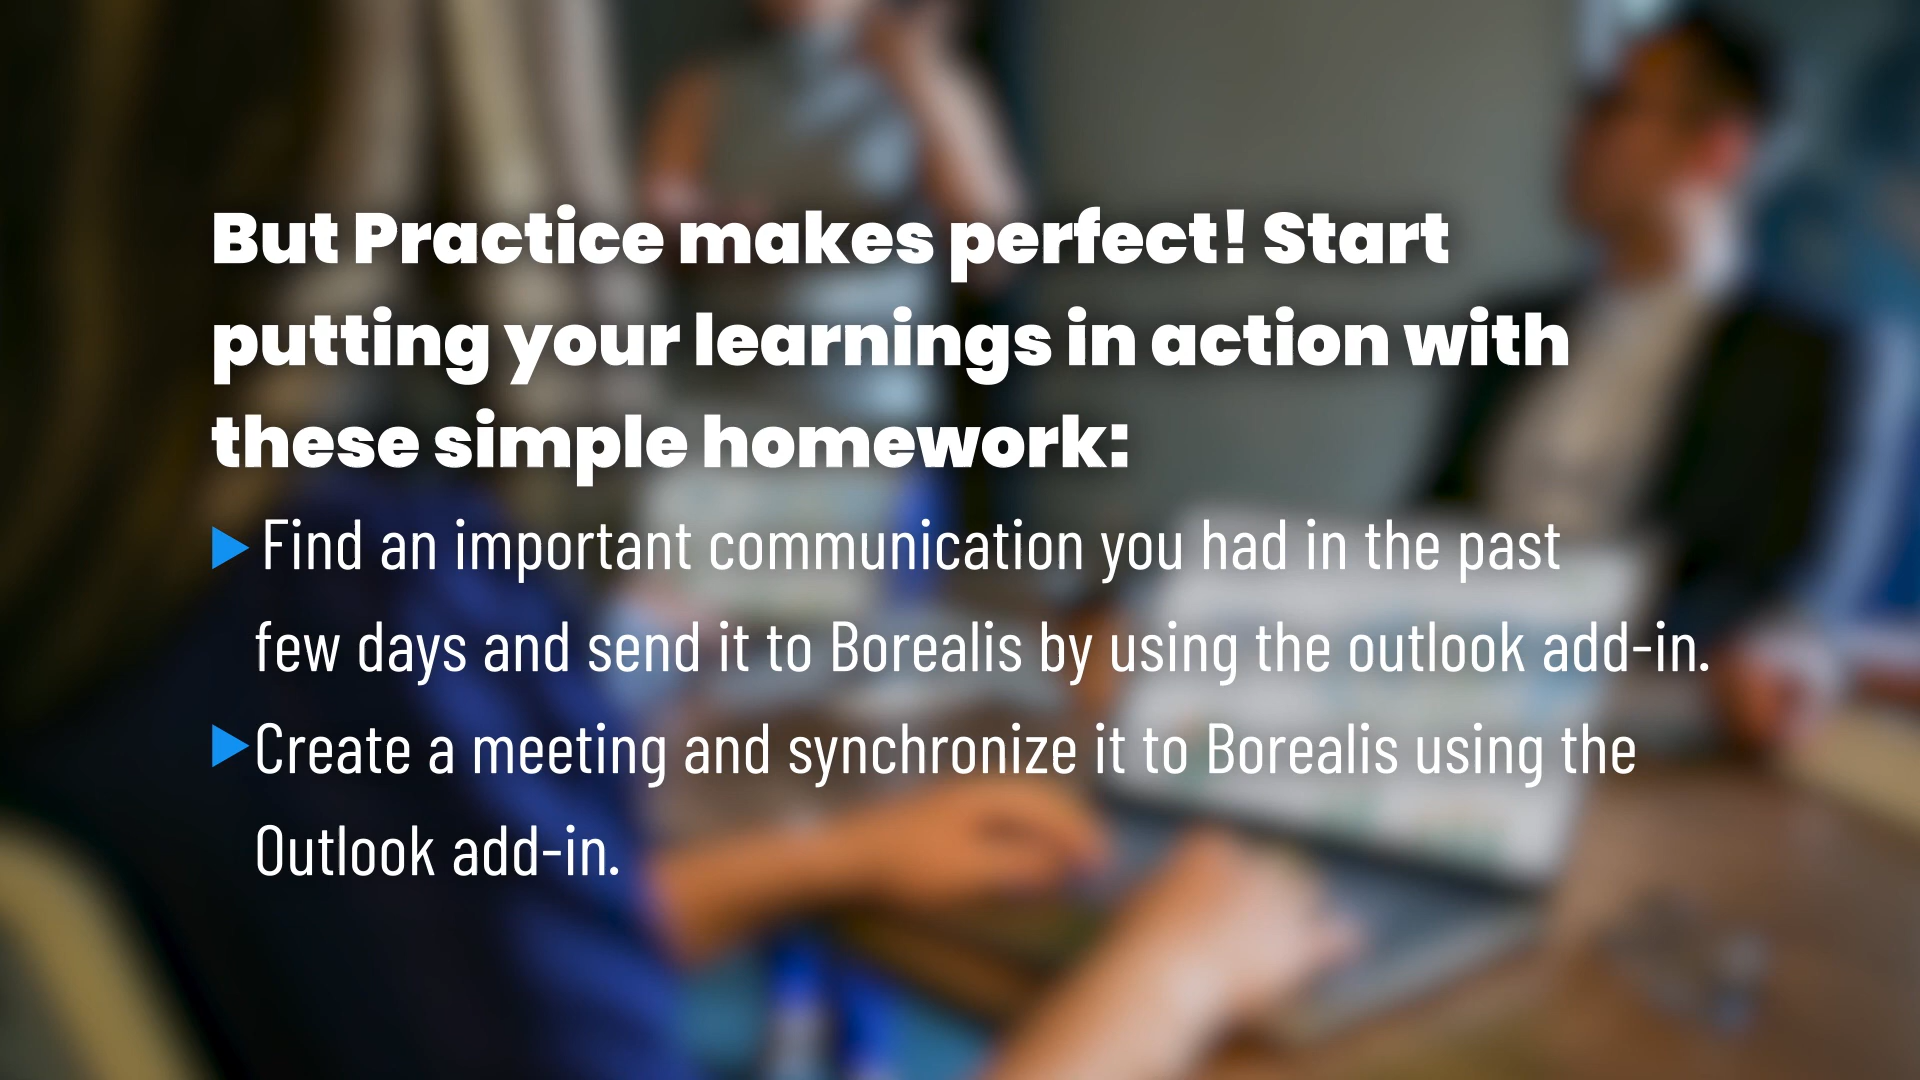 But Practice makes perfect! Start
putting your learnings in action with
these simple homework:
Find an important communication you had in the past
few days and send it to Borealis by using the outlook add-in.
Create a meeting and synchronize it to Borealis using the
Outlook add-in.